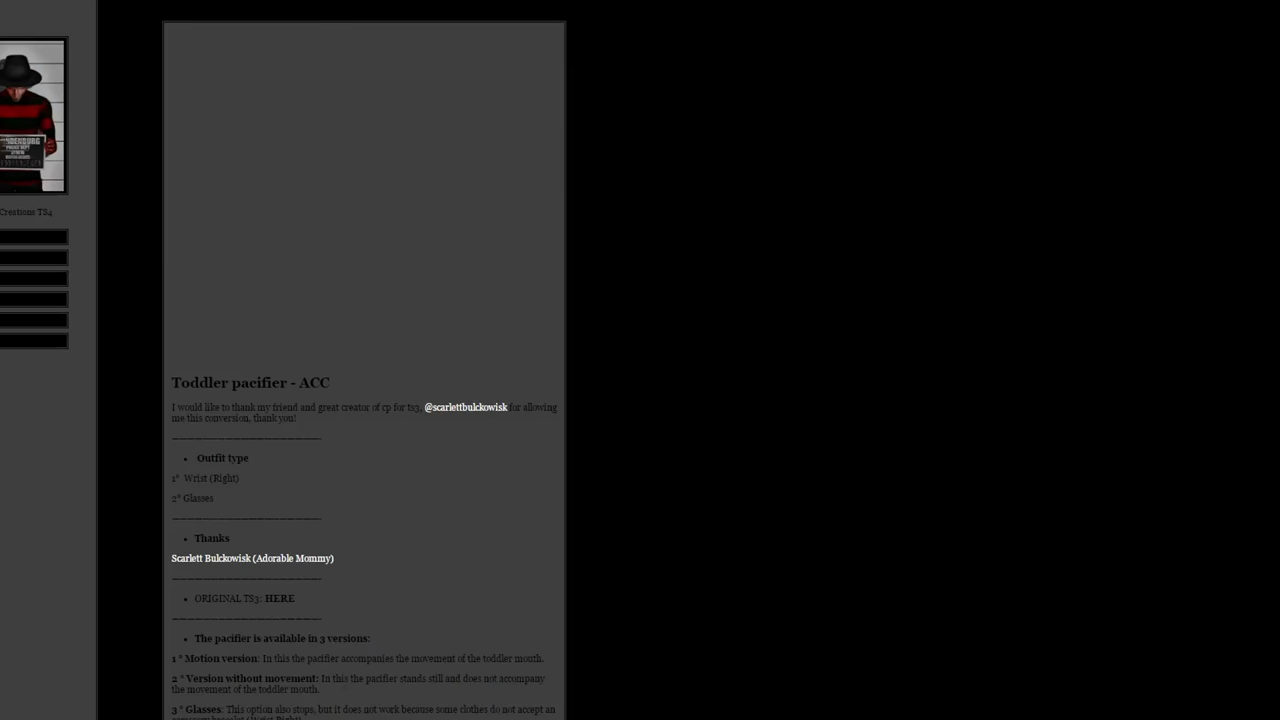 Creations TS4
Toddler pacifier - ACC
I would like to thank my friend and great creator of cp for ts3, @scarlettbulckowisk for allowing
me this conversion, thank you!
---------------------------------------
• Outfit type
1* Wrist (Right)
2* Glasses
---------------------------------------
• Thanks
Scarlett Bulckowisk (Adorable Mommy)
---------------------------------------
• ORIGINAL TS3: HERE
---------------------------------------
• The pacifier is available in 3 versions:
1 * Motion version: In this the pacifier accompanies the movement of the toddler mouth.
2 * Version without movement: In this the pacifier stands still and does not accompany
the movement of the toddler mouth.
3 * Glasses: This option also stops, but it does not work because some clothes do not accept an